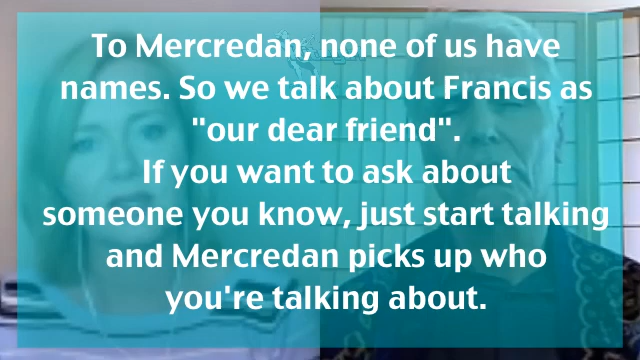 To Mercredan, none of us have
names. So we talk about Francis as
"our dear friend".
If you want to ask about
someone you know, just start talking
and Mercredan picks up who
you're talking about.